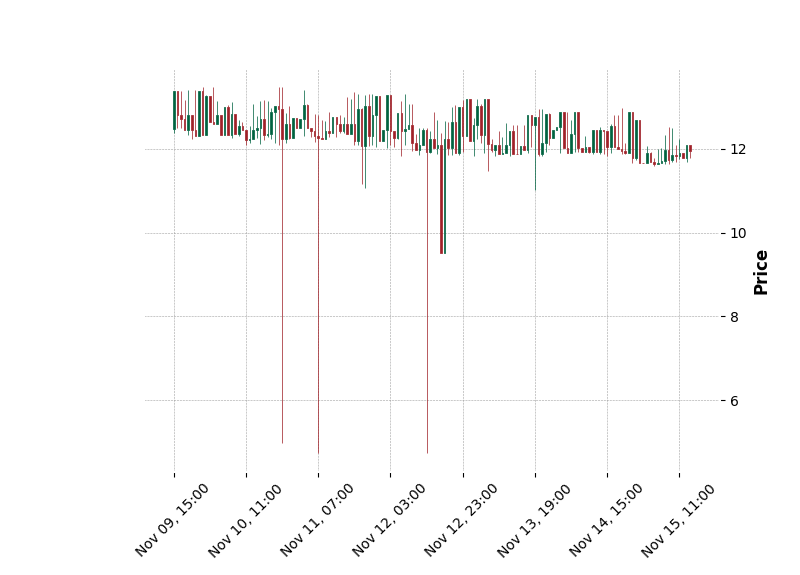 12
10
8
6
Price
Nov 09, 15:00
Nov 10, 11:00
Nov 11, 07:00
Nov 12, 03:00
Nov 12, 23:00
Nov 13, 19:00
Nov 14, 15:00
Nov 15, 11:00